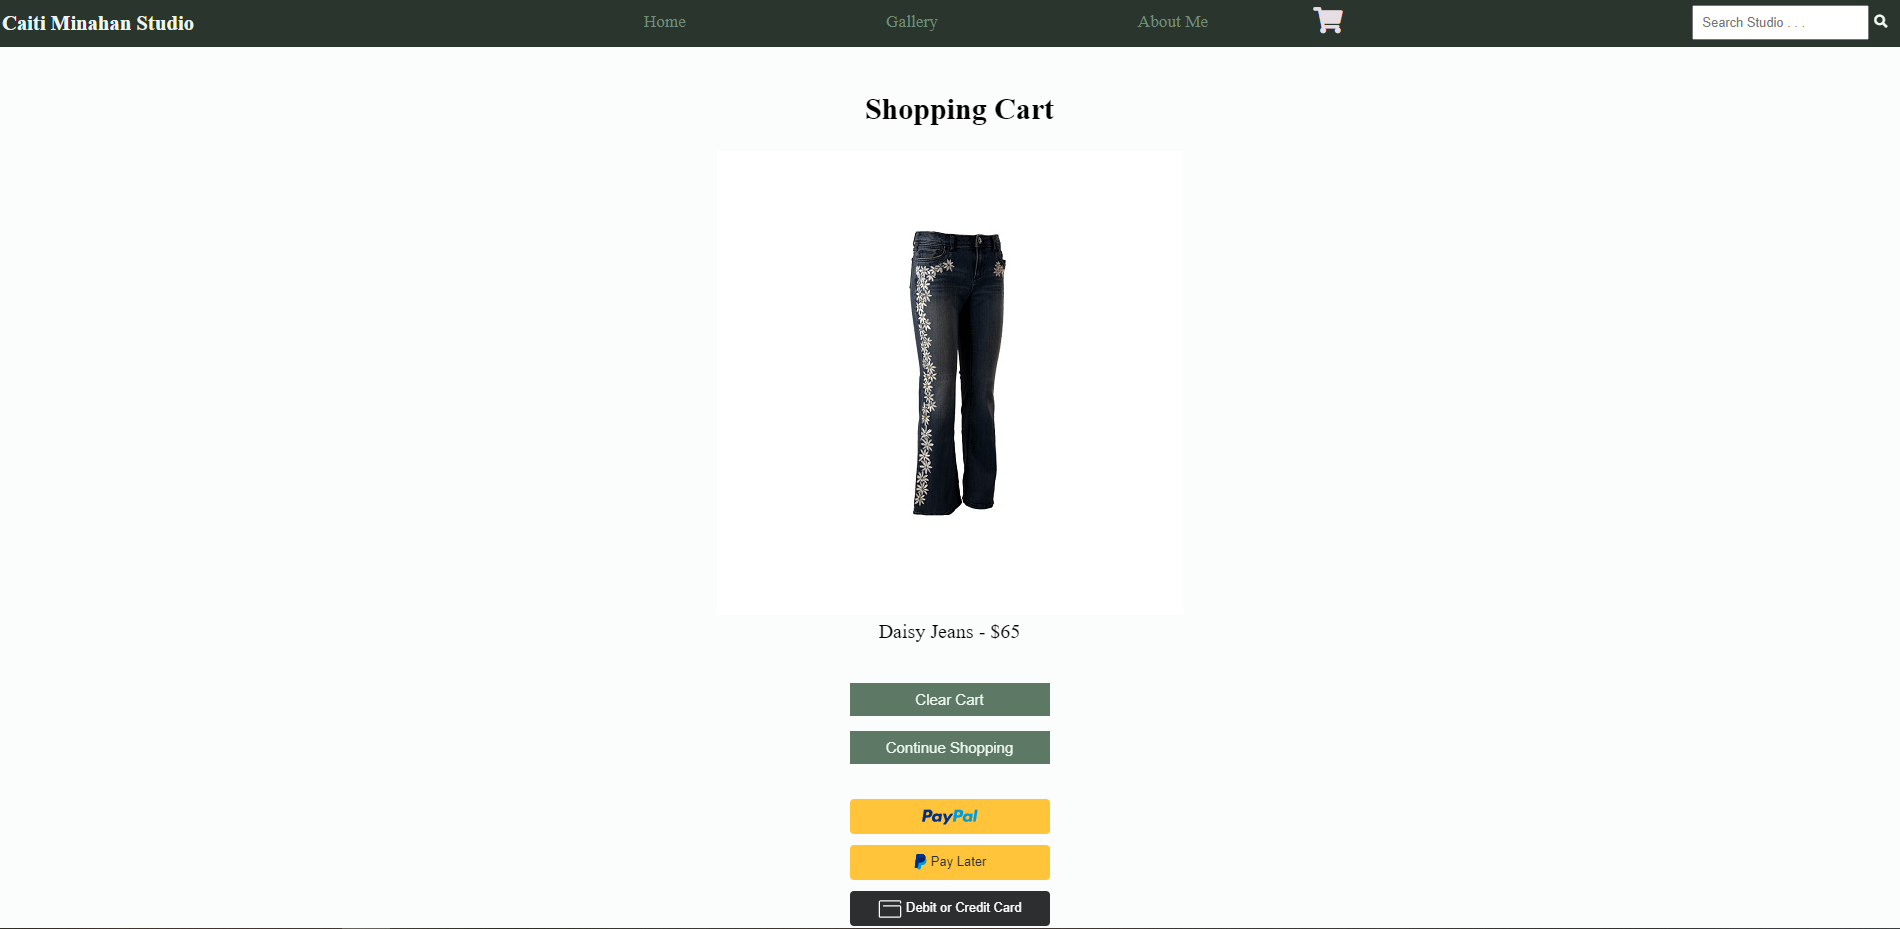 Caiti Minahan Studio
Home
Gallery
About Me
Search Studio . . .
Shopping Cart
Daisy Jeans - $65
Clear Cart
Continue Shopping
PayPal
Pay Later
Debit or Credit Card